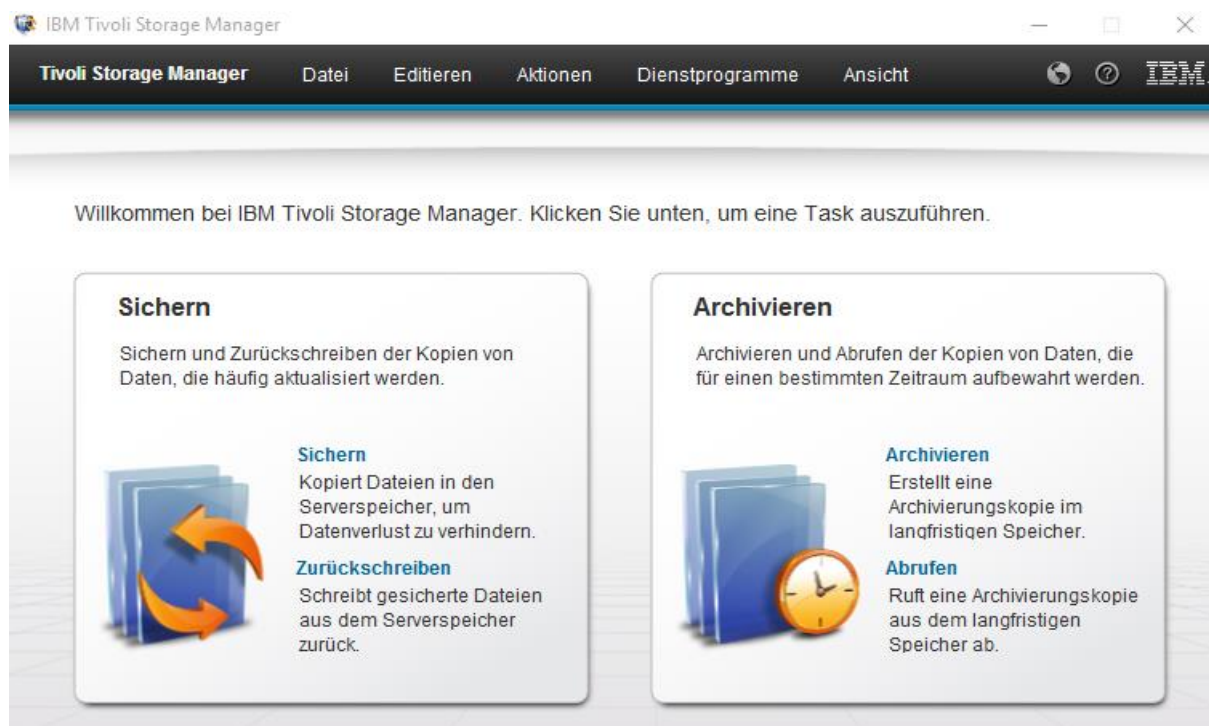 IBM Tivoli Storage Manager
Tivoli Storage Manager Datei Editieren Aktionen Dienstprogramme Ansicht IBM.
Willkommen bei IBM Tivoli Storage Manager. Klicken Sie unten, um eine Task auszuführen.
Sichern
Sichern und Zurückschreiben der Kopien von
Daten, die häufig aktualisiert werden.
Sichern
Kopiert Dateien in den
Serverspeicher, um
Datenverlust zu verhindern.
Zurückschreiben
Schreibt gesicherte Dateien
aus dem Serverspeicher
zurück.
Archivieren
Archivieren und Abrufen der Kopien von Daten, die
für einen bestimmten Zeitraum aufbewahrt werden.
Archivieren
Erstellt eine
Archivierungskopie im
langfristigen Speicher.
Abrufen
Ruft eine Archivierungskopie
aus dem langfristigen
Speicher ab.